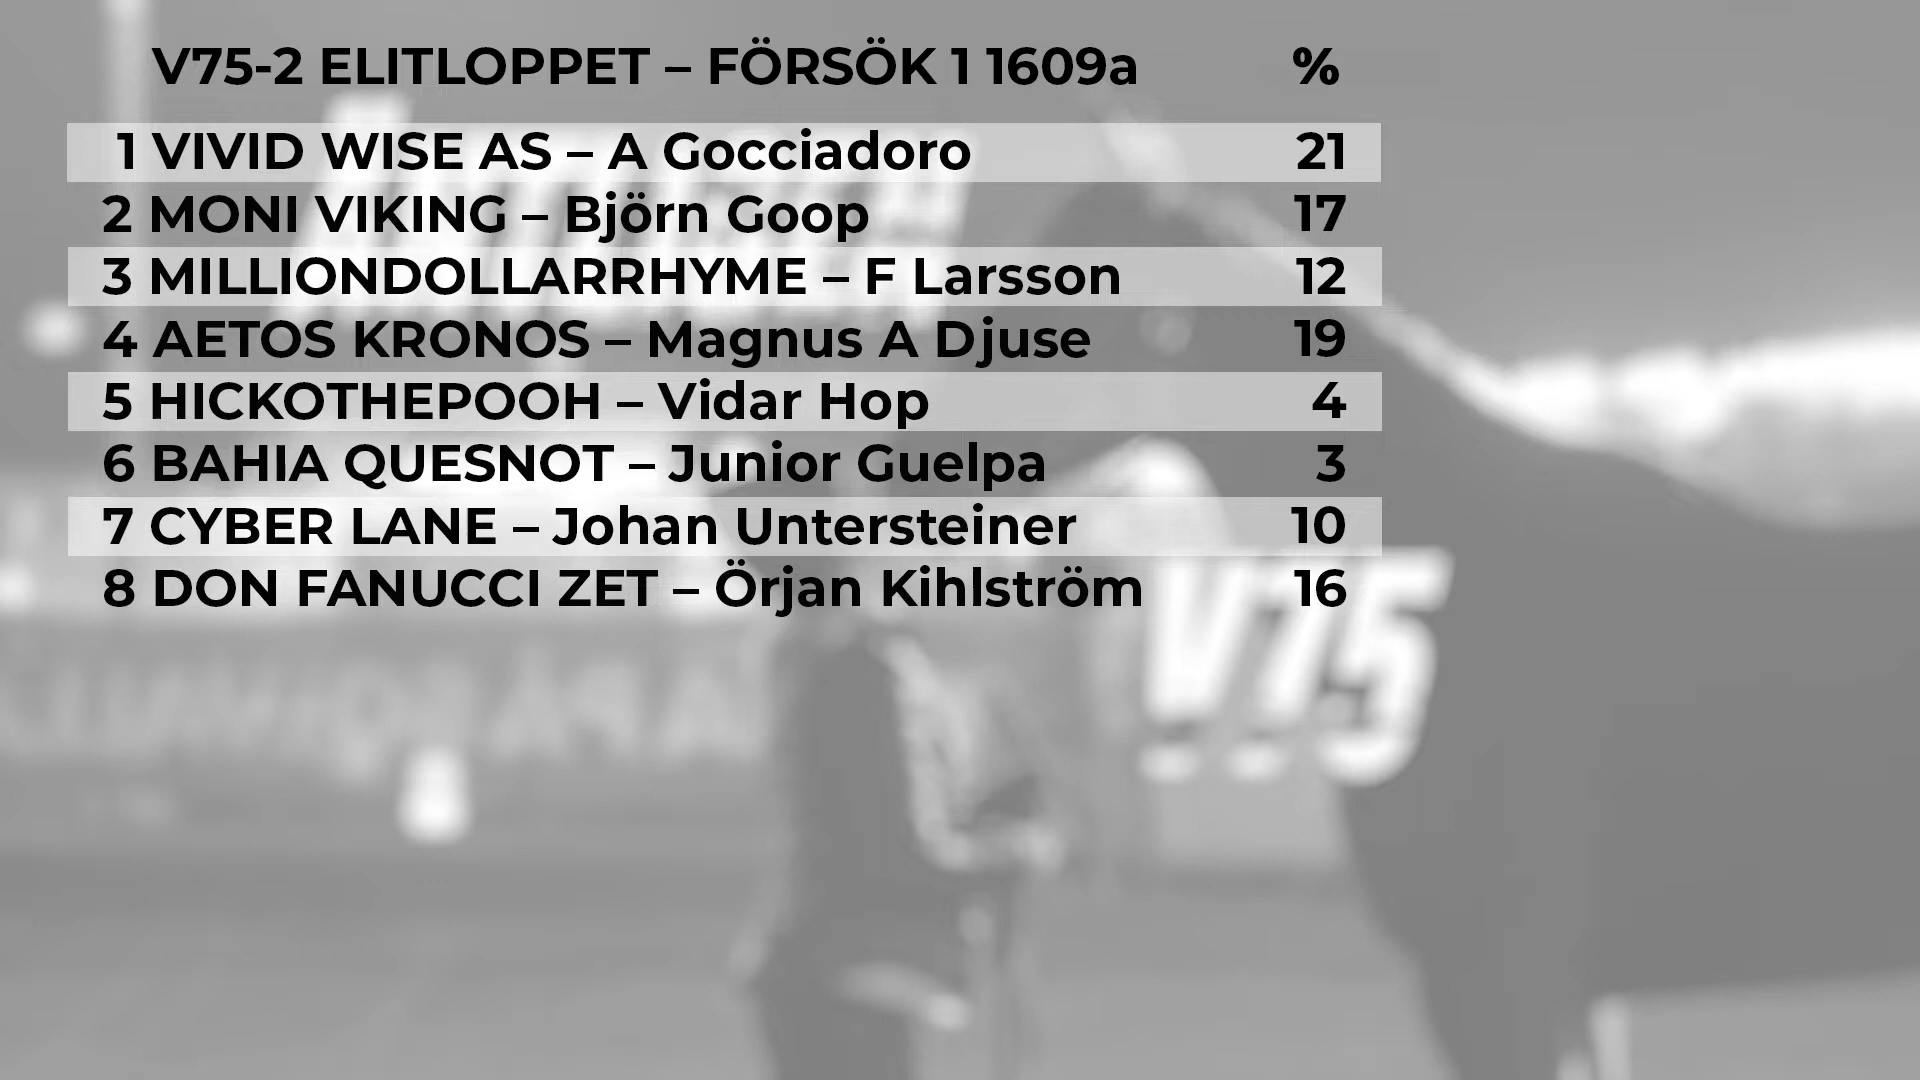 V75-2 ELITLOPPET – FÖRSÖK 1 1609a %
1 VIVID WISE AS – A Gocciadoro 21
2 MONI VIKING – Björn Goop 17
3 MILLIONDOLLARRHYME – F Larsson 12
4 AETOS KRONOS – Magnus A Djuse 19
5 HICKOTHEPOOH – Vidar Hop 4
6 BAHIA QUESNOT – Junior Guelpa 3
7 CYBER LANE – Johan Untersteiner 10
8 DON FANUCCI ZET – Örjan Kihlström 16
V75